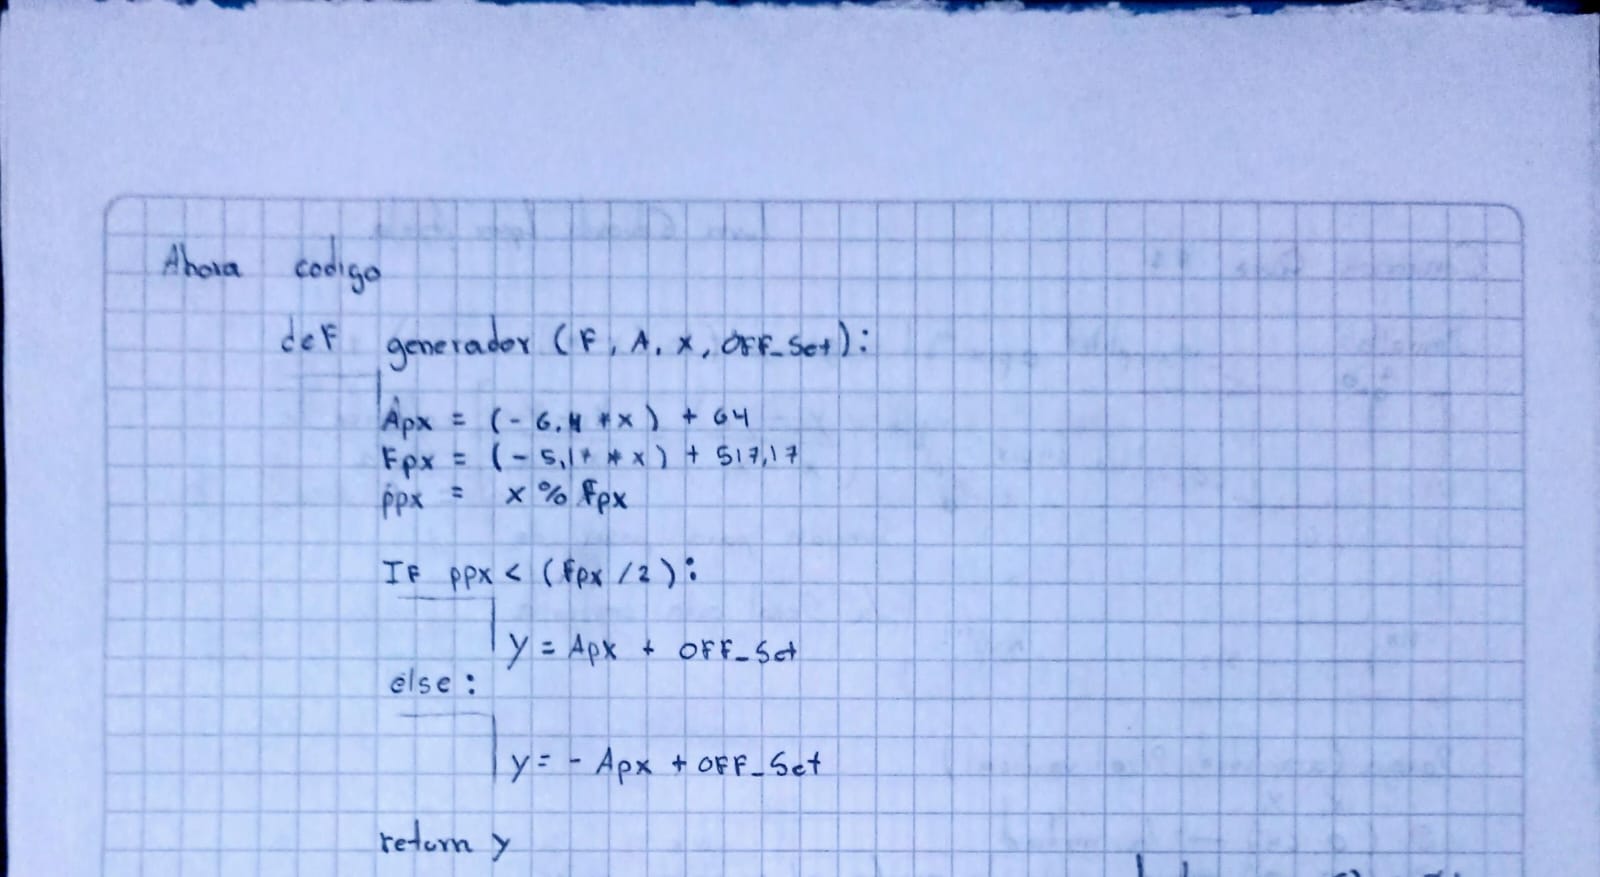 Ahora codigo
def generador (F, A, x, OFF_Set):
Apx = (- 6.4 * x) + 64
Fpx = (- 5,17 * x) + 517,17
ppx = x % Fpx
IF ppx < (Fpx /2):
y = Apx + OFF_Set
else:
y = - Apx + OFF_Set
return y